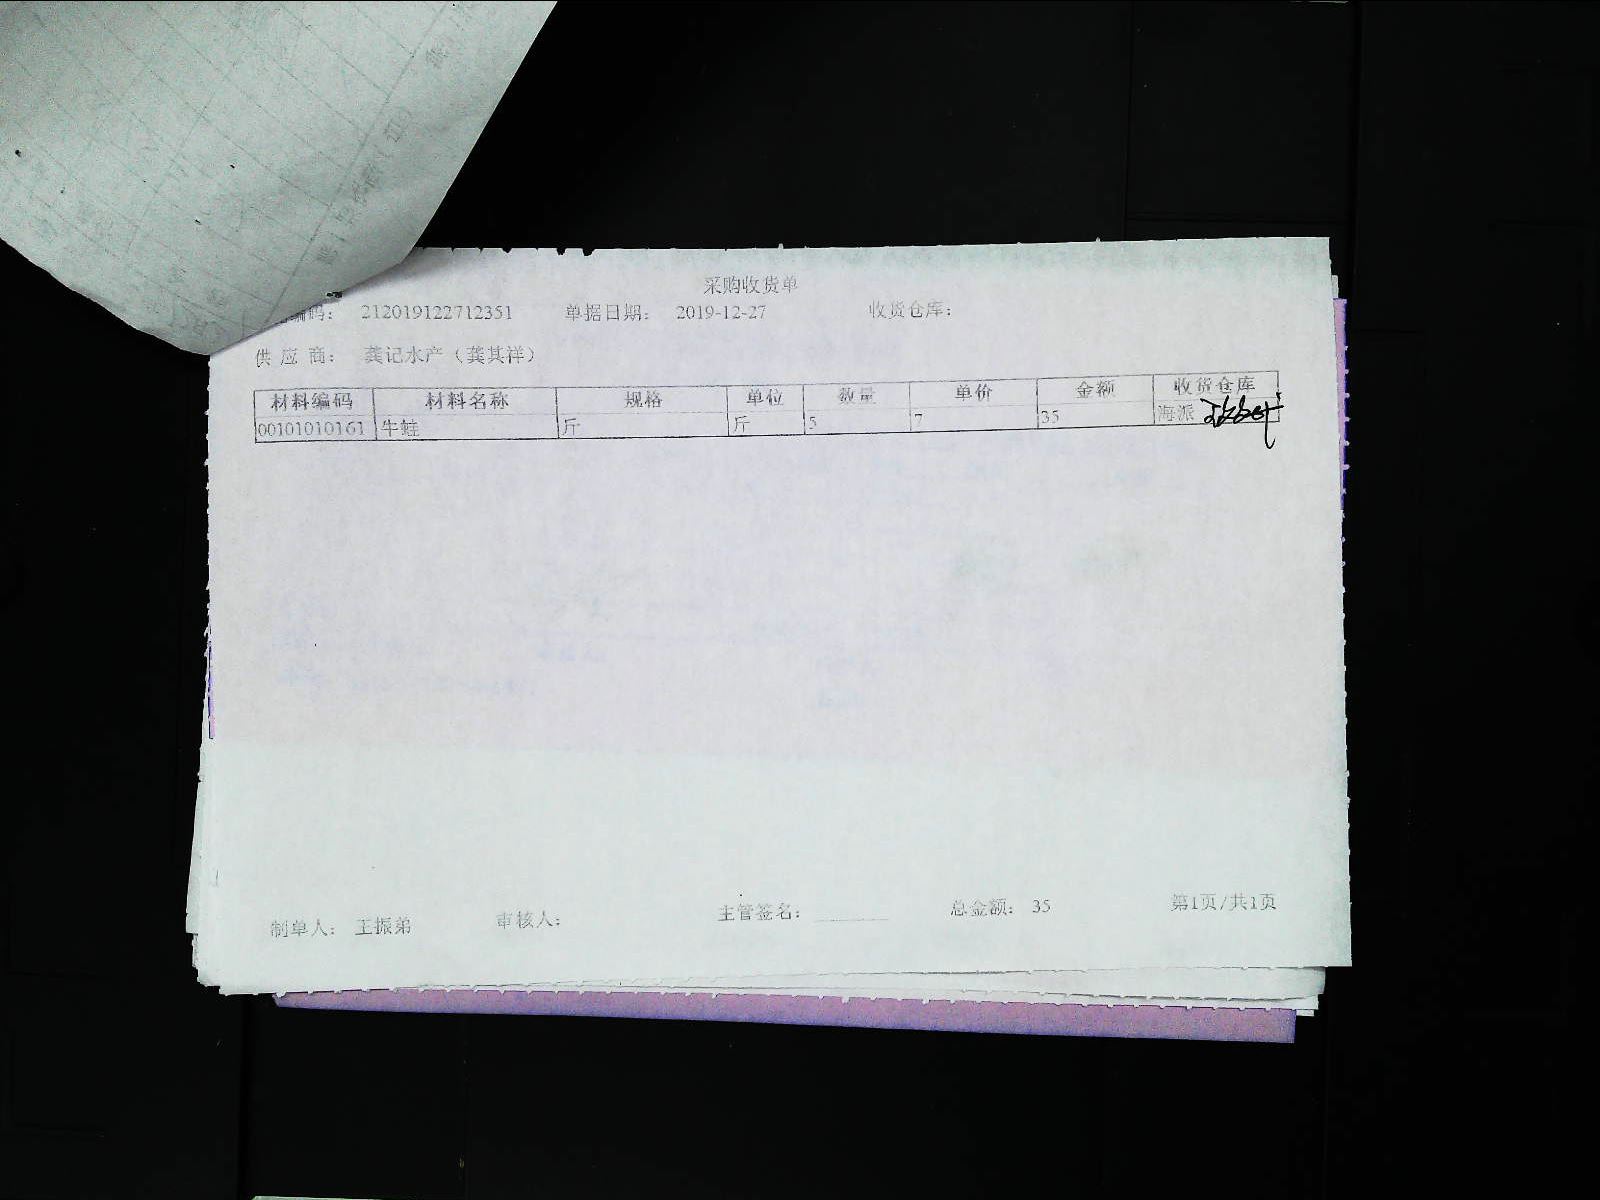 采购收货单
编码： 212019122712351 单据日期： 2019-12-27 收货仓库：
供 应 商： 龚记水产（龚其祥）
材料编码 材料名称 规格 单位 数量 单价 金额 收货仓库
00101010161 牛蛙 斤 斤 5 7 35 海派
制单人： 王振弟 审核人： 主管签名： 总金额： 35 第1页/共1页